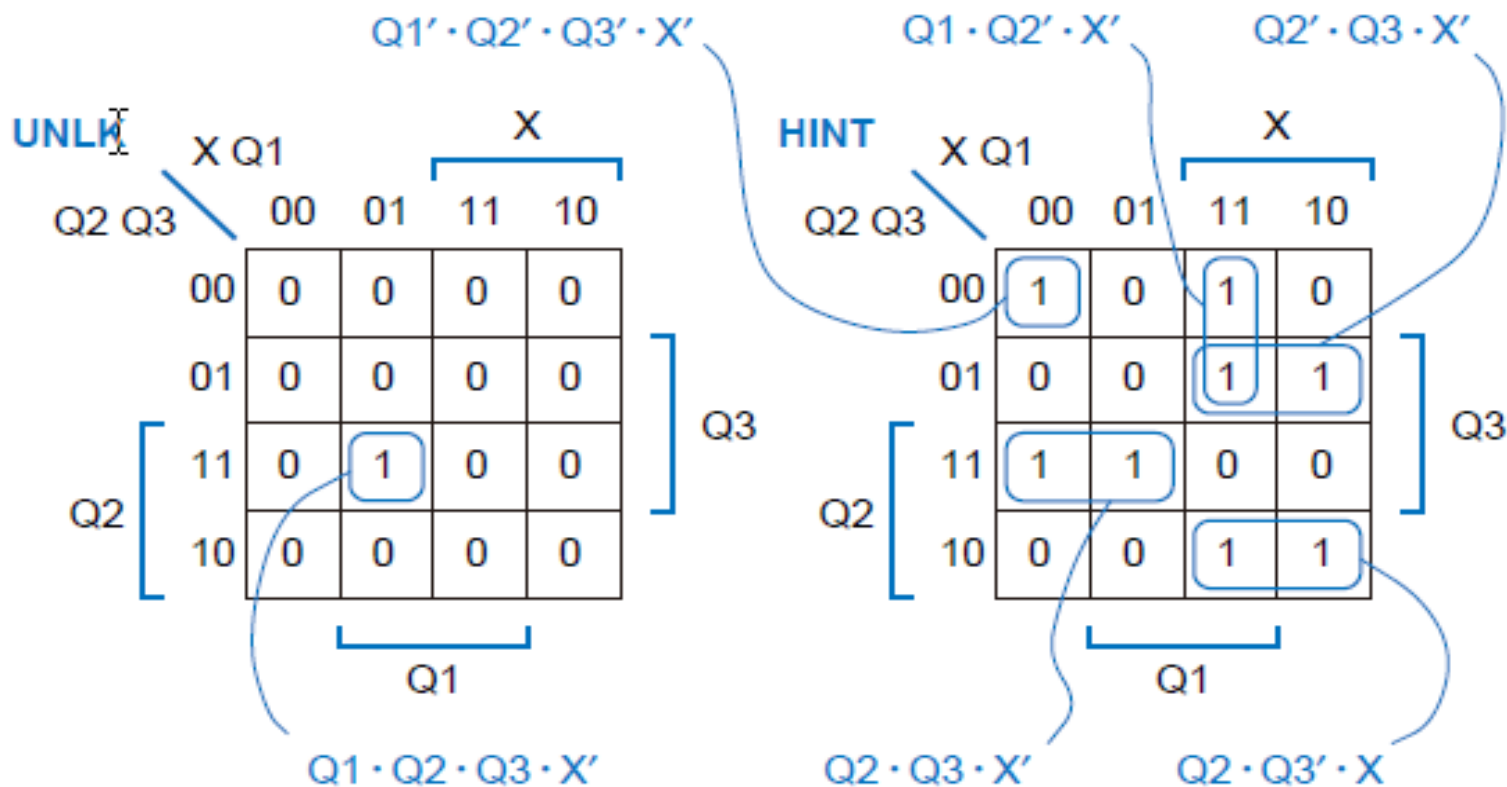 Q1′ · Q2′ · Q3′ · X′ Q1 · Q2′ · X′ Q2′ · Q3 · X′
UNLK X Q1 X HINT X Q1 X
Q2 Q3 00 01 11 10 Q2 Q3 00 01 11 10
00 0 0 0 0 00 1 0 1 0
01 0 0 0 0 01 0 0 1 1
Q3 Q3
11 0 1 0 0 11 1 1 0 0
Q2 Q2
10 0 0 0 0 10 0 0 1 1
Q1 Q1
Q1 · Q2 · Q3 · X′ Q2 · Q3 · X′ Q2 · Q3′ · X